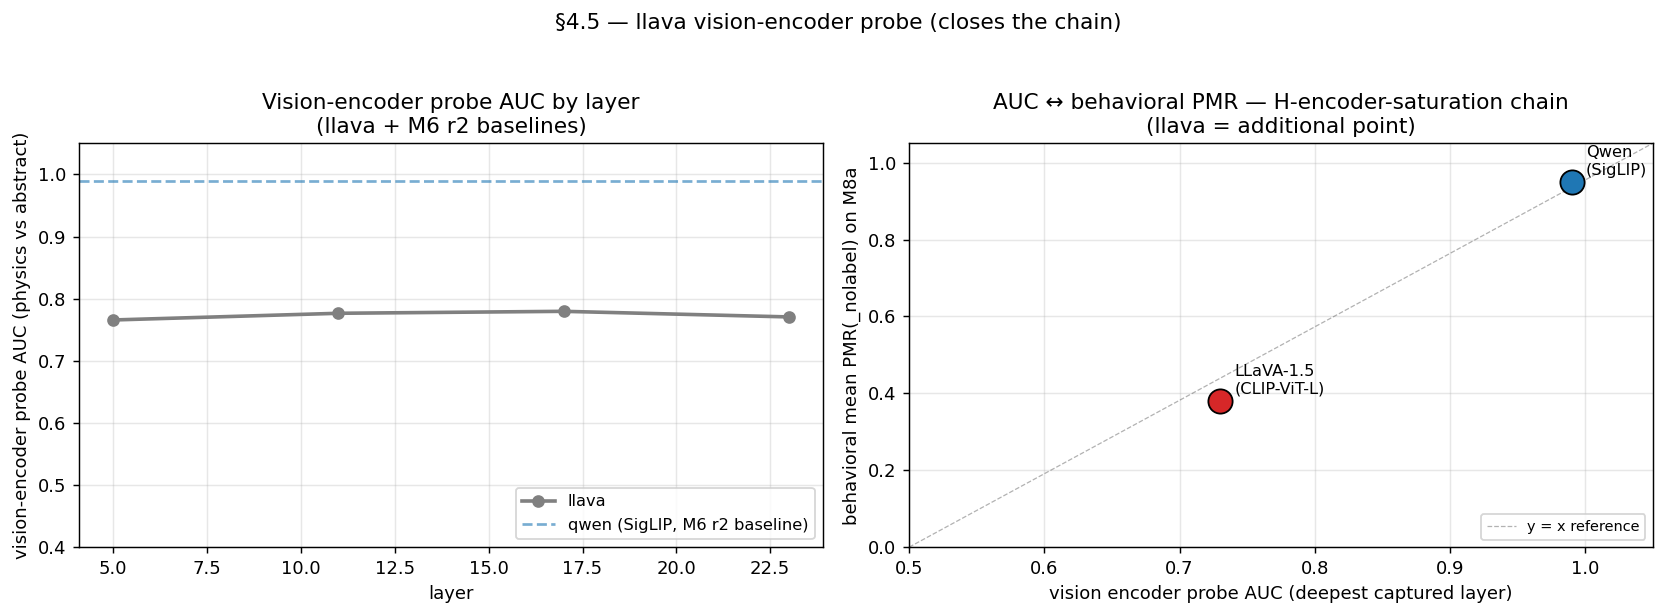 §4.5 — llava vision-encoder probe (closes the chain)
Vision-encoder probe AUC by layer
(llava + M6 r2 baselines)
vision-encoder probe AUC (physics vs abstract)
1.0
0.9
0.8
0.7
0.6
0.5
0.4
5.0
7.5
10.0
12.5
15.0
17.5
20.0
22.5
layer
llava
qwen (SigLIP, M6 r2 baseline)
AUC ↔ behavioral PMR — H-encoder-saturation chain
(llava = additional point)
behavioral mean PMR(_nolabel) on M8a
1.0
0.8
0.6
0.4
0.2
0.0
0.5
0.6
0.7
0.8
0.9
1.0
vision encoder probe AUC (deepest captured layer)
Qwen
(SigLIP)
LLaVA-1.5
(CLIP-ViT-L)
y = x reference